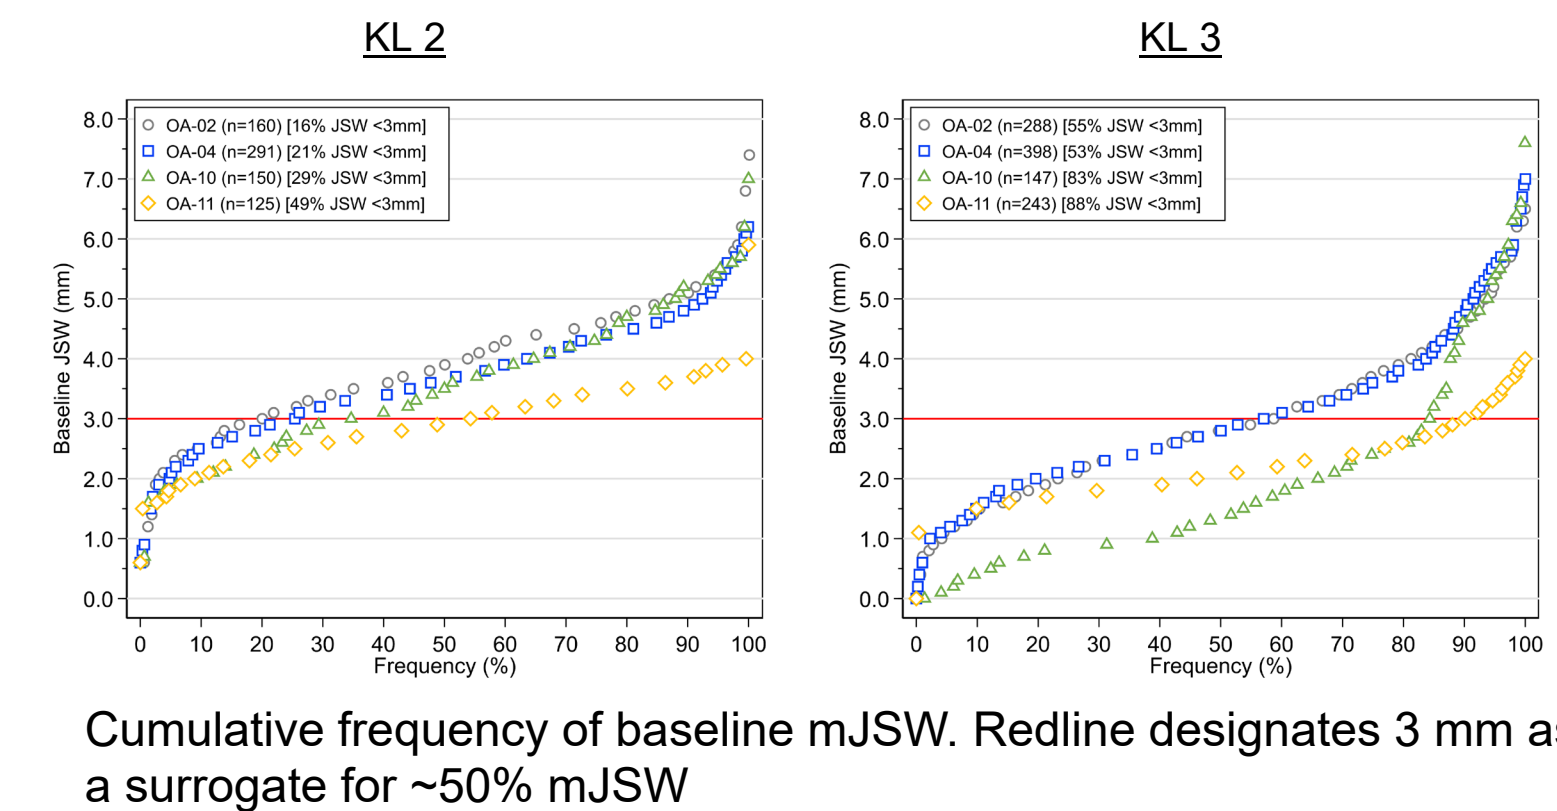 KL 2
KL 3
OA-02 (n=160) [16% JSW <3mm]
OA-04 (n=291) [21% JSW <3mm]
OA-10 (n=150) [29% JSW <3mm]
OA-11 (n=125) [49% JSW <3mm]
8.0
7.0
6.0
5.0
4.0
3.0
2.0
1.0
0.0
Baseline JSW (mm)
0 10 20 30 40 50 60 70 80 90 100
Frequency (%)
OA-02 (n=288) [55% JSW <3mm]
OA-04 (n=398) [53% JSW <3mm]
OA-10 (n=147) [83% JSW <3mm]
OA-11 (n=243) [88% JSW <3mm]
8.0
7.0
6.0
5.0
4.0
3.0
2.0
1.0
0.0
Baseline JSW (mm)
0 10 20 30 40 50 60 70 80 90 100
Frequency (%)
Cumulative frequency of baseline mJSW. Redline designates 3 mm as
a surrogate for ~50% mJSW